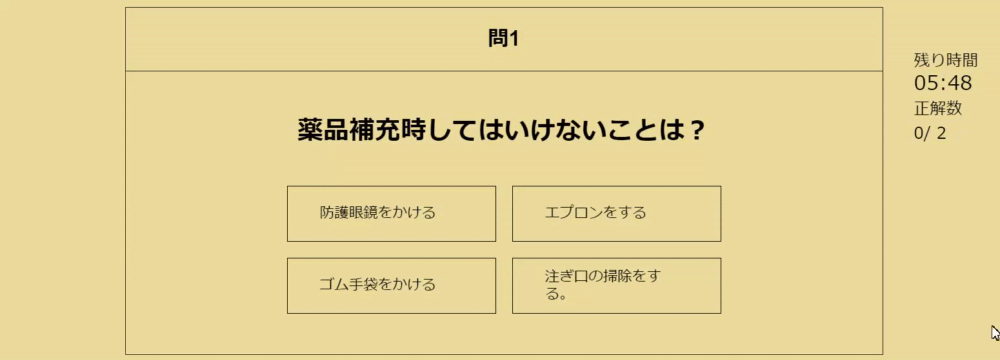 問1
残り時間
05:48
正解数
0/ 2
薬品補充時してはいけないことは？
防護眼鏡をかける
エプロンをする
ゴム手袋をかける
注ぎ口の掃除をす
る。